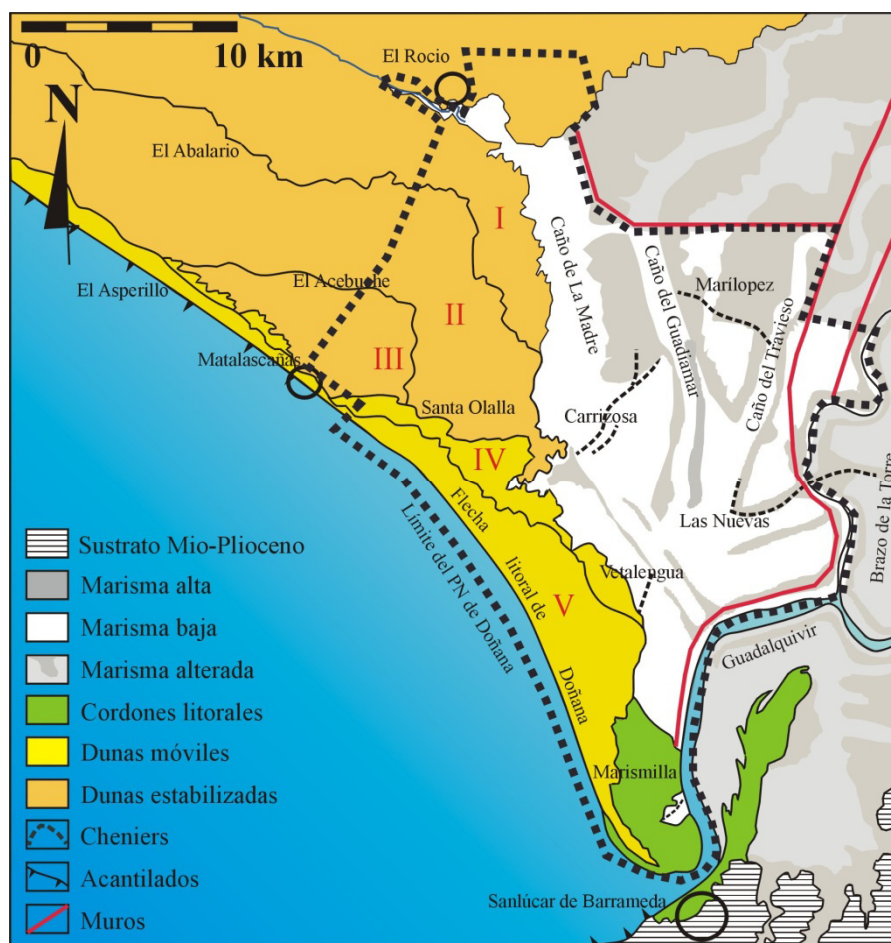 0
10 km
El Rocio
N
El Abalario
I
Caño de La Madre
Caño del Guadiamar
Marílopez
El Asperillo
El Acebuche
II
Caño del Travieso
Matalascañas
III
Santa Olalla
Carrizosa
IV
Las Nuevas
Brazo de la Torre
Flecha
litoral de
Doñana
Límite del PN de Doñana
Vetalengua
V
Guadalquivir
Marismilla
Sanlúcar de Barrameda
Sustrato Mio-Plioceno
Marisma alta
Marisma baja
Marisma alterada
Cordones litorales
Dunas móviles
Dunas estabilizadas
Cheniers
Acantilados
Muros